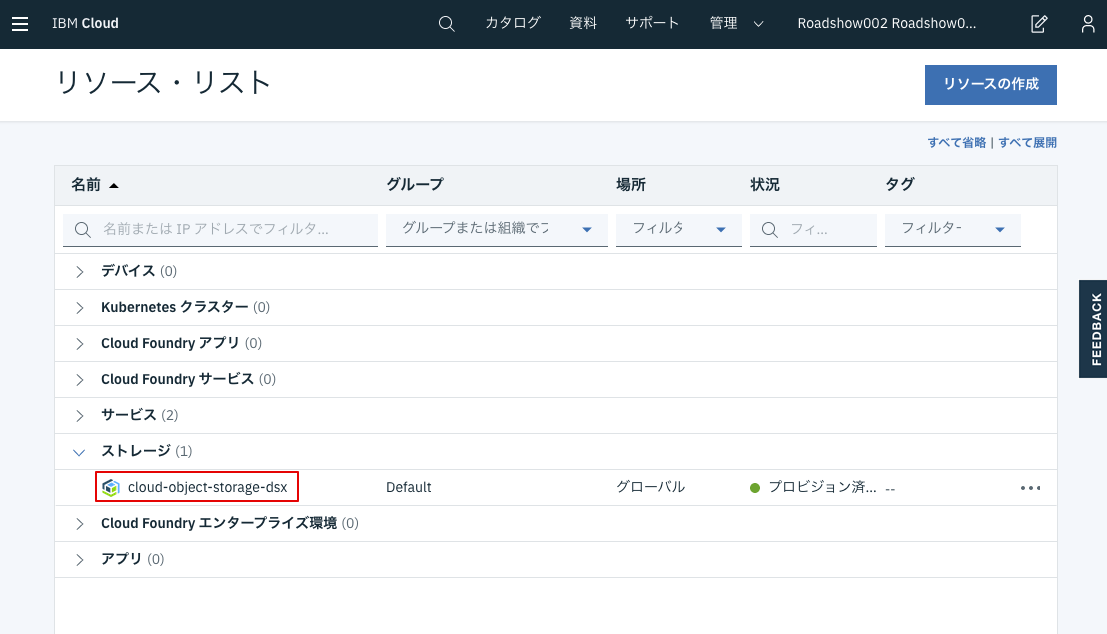 IBM Cloud カタログ 資料 サポート 管理 Roadshow002 Roadshow0...
リソース・リスト リソースの作成
すべて省略 | すべて展開
名前 グループ 場所 状況 タグ
名前または IP アドレスでフィルタ... グループまたは組織でフ フィルタ フィ... フィルター
デバイス (0)
Kubernetes クラスター (0)
Cloud Foundry アプリ (0)
Cloud Foundry サービス (0)
サービス (2)
ストレージ (1)
cloud-object-storage-dsx Default グローバル プロビジョン済... --
Cloud Foundry エンタープライズ環境 (0)
アプリ (0)
FEEDBACK